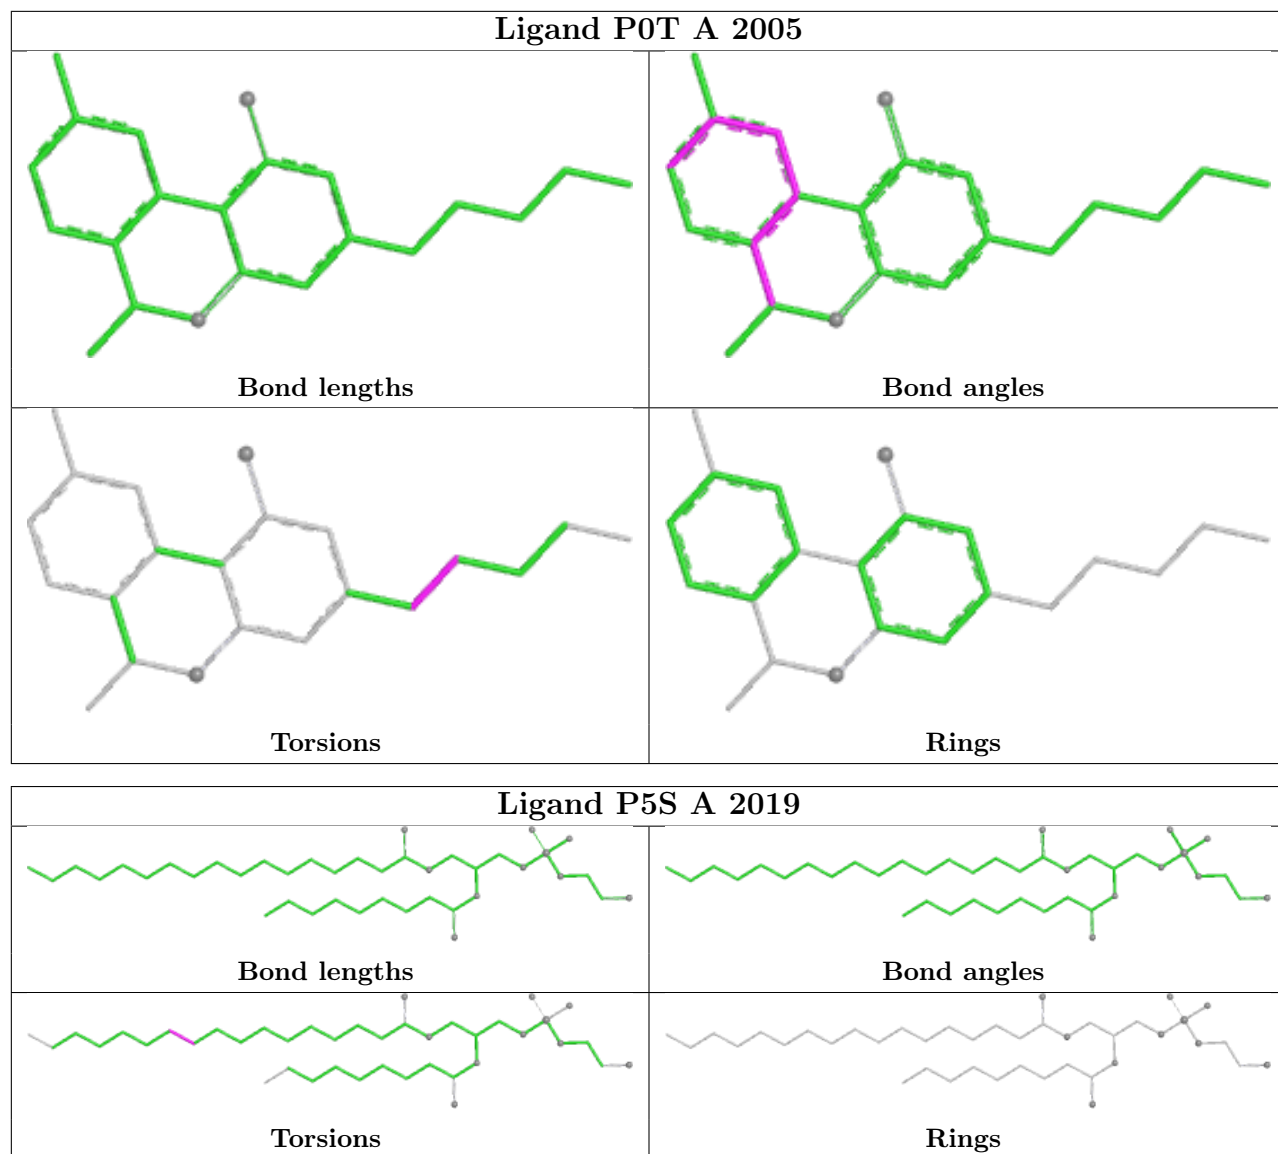 Ligand P0T A 2005
Bond lengths
Bond angles
Torsions
Rings
Ligand P5S A 2019
Bond lengths
Bond angles
Torsions
Rings